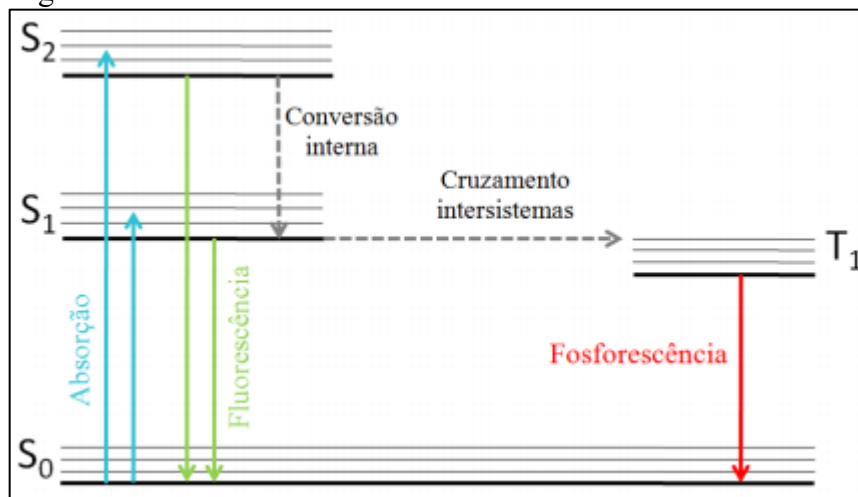 S2
Conversão
interna
Cruzamento
intersistemas
S1
T1
Absorção
Fluorescência
Fosforescência
S0